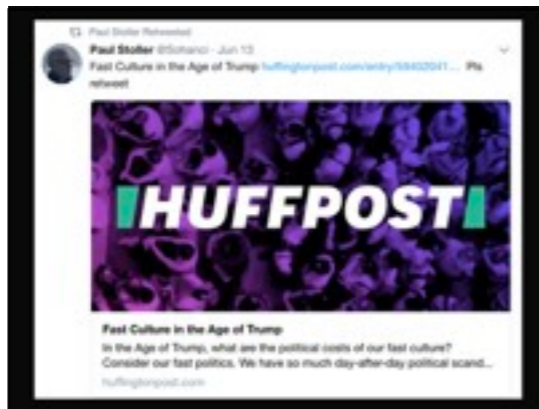 Paul Stoller Retweeted
Paul Stoller @Sohanci · Jun 13
Fast Culture in the Age of Trump huffingtonpost.com/entry/ Pls
retweet
HUFFPOST
Fast Culture in the Age of Trump
In the Age of Trump, what are the political costs of our fast culture?
Consider our fast politics. We have so much day-after-day political scand...
huffingtonpost.com